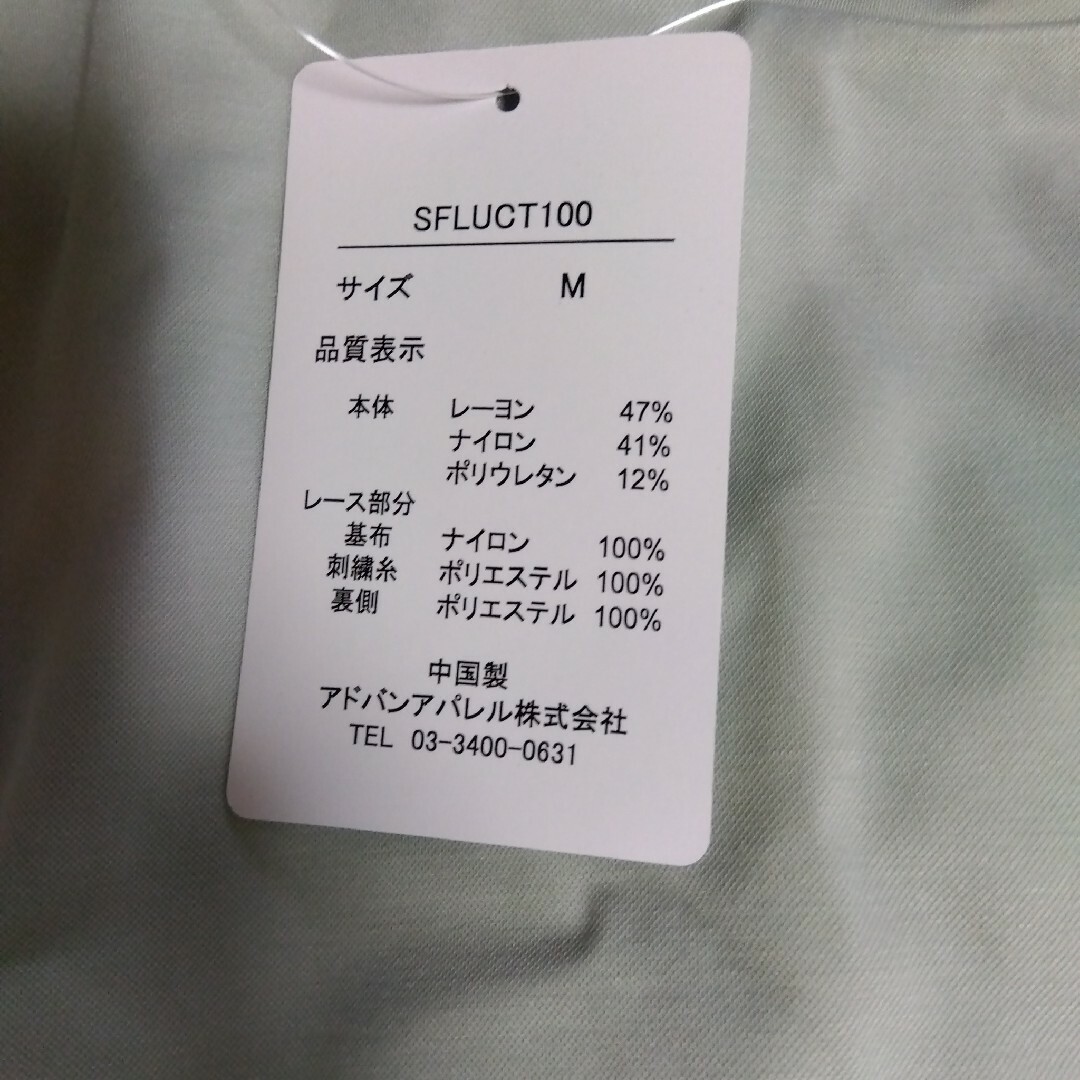 SFLUCT100
サイズ M
品質表示
本体 レーヨン 47%
ナイロン 41%
ポリウレタン 12%
レース部分
基布 ナイロン 100%
刺繍糸 ポリエステル 100%
裏側 ポリエステル 100%
中国製
アドバンアパレル株式会社
TEL 03-3400-0631